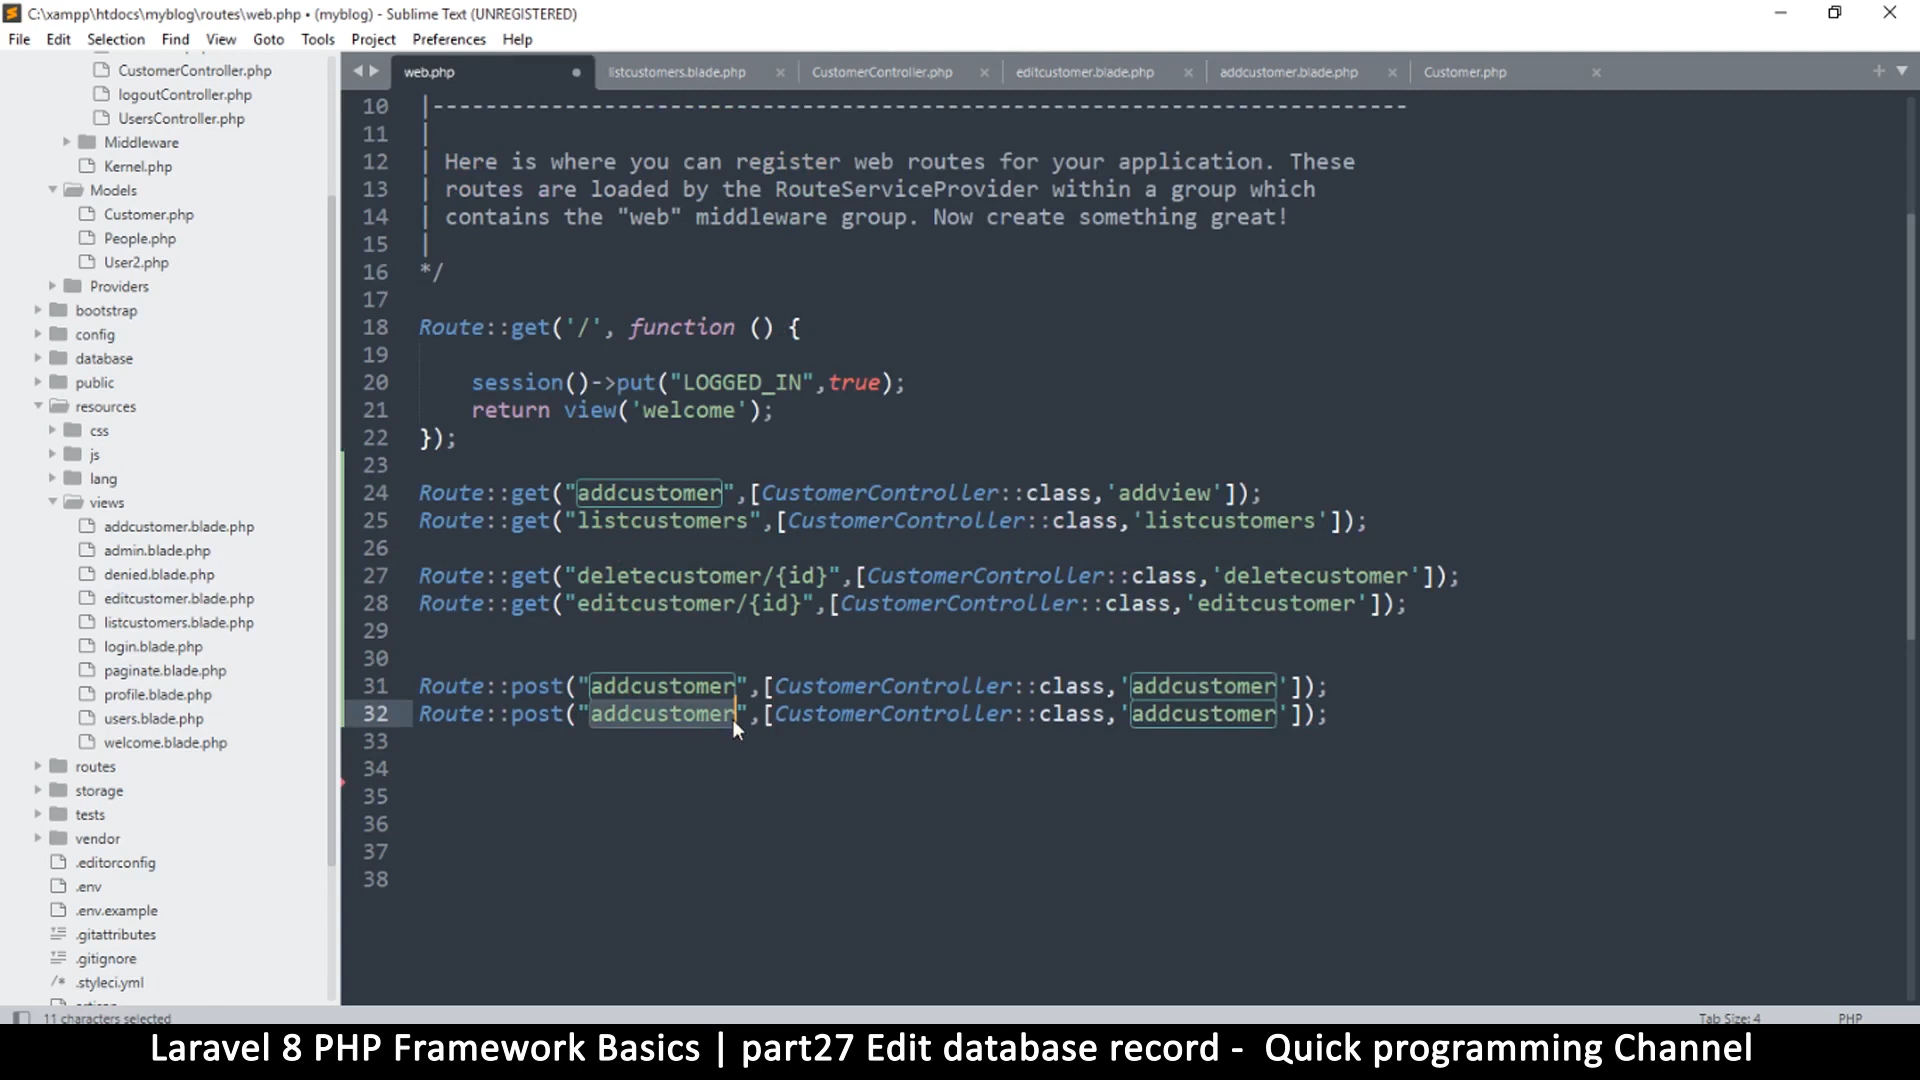 C:\xampp\htdocs\myblog\routes\web.php • (myblog) - Sublime Text (UNREGISTERED)
File Edit Selection Find View Goto Tools Project Preferences Help
CustomerController.php
logoutController.php
UsersController.php
Middleware
Kernel.php
Models
Customer.php
People.php
User2.php
Providers
bootstrap
config
database
public
resources
css
js
lang
views
addcustomer.blade.php
admin.blade.php
denied.blade.php
editcustomer.blade.php
listcustomers.blade.php
login.blade.php
paginate.blade.php
profile.blade.php
users.blade.php
welcome.blade.php
routes
storage
tests
vendor
.editorconfig
.env
.env.example
.gitattributes
.gitignore
/* .styleci.yml
web.php listcustomers.blade.php CustomerController.php editcustomer.blade.php addcustomer.blade.php Customer.php
10 |--------------------------------------------------------------------------
11 |
12 | Here is where you can register web routes for your application. These
13 | routes are loaded by the RouteServiceProvider within a group which
14 | contains the "web" middleware group. Now create something great!
15 |
16 */
17
18 Route::get('/', function () {
19
20 session()->put("LOGGED_IN",true);
21 return view('welcome');
22 });
23
24 Route::get("addcustomer",[CustomerController::class,'addview']);
25 Route::get("listcustomers",[CustomerController::class,'listcustomers']);
26
27 Route::get("deletecustomer/{id}",[CustomerController::class,'deletecustomer']);
28 Route::get("editcustomer/{id}",[CustomerController::class,'editcustomer']);
29
30
31 Route::post("addcustomer",[CustomerController::class,'addcustomer']);
32 Route::post("addcustomer",[CustomerController::class,'addcustomer']);
33
34
35
36
37
38
11 characters selected Tab Size: 4 PHP
Laravel 8 PHP Framework Basics | part27 Edit database record - Quick programming Channel